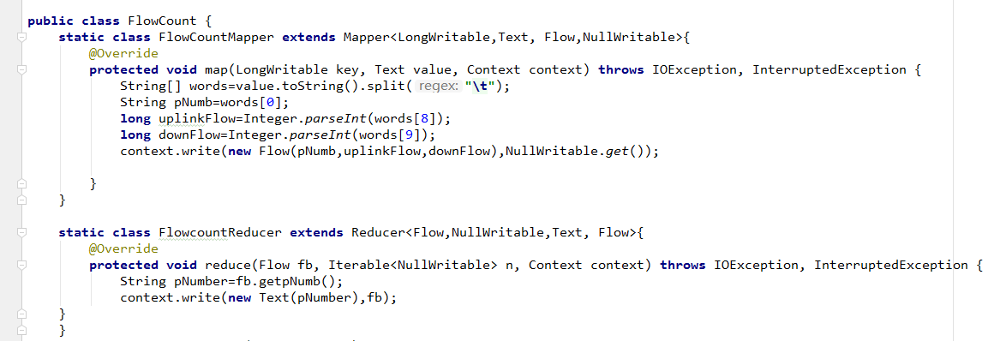 public class FlowCount {
static class FlowCountMapper extends Mapper<LongWritable,Text, Flow,NullWritable>{
@Override
protected void map(LongWritable key, Text value, Context context) throws IOException, InterruptedException {
String[] words=value.toString().split( regex: "\t");
String pNumb=words[0];
long uplinkFlow=Integer.parseInt(words[8]);
long downFlow=Integer.parseInt(words[9]);
context.write(new Flow(pNumb,uplinkFlow,downFlow),NullWritable.get());
}
}
static class FlowcountReducer extends Reducer<Flow,NullWritable,Text, Flow>{
@Override
protected void reduce(Flow fb, Iterable<NullWritable> n, Context context) throws IOException, InterruptedException {
String pNumber=fb.getpNumb();
context.write(new Text(pNumber),fb);
}
}